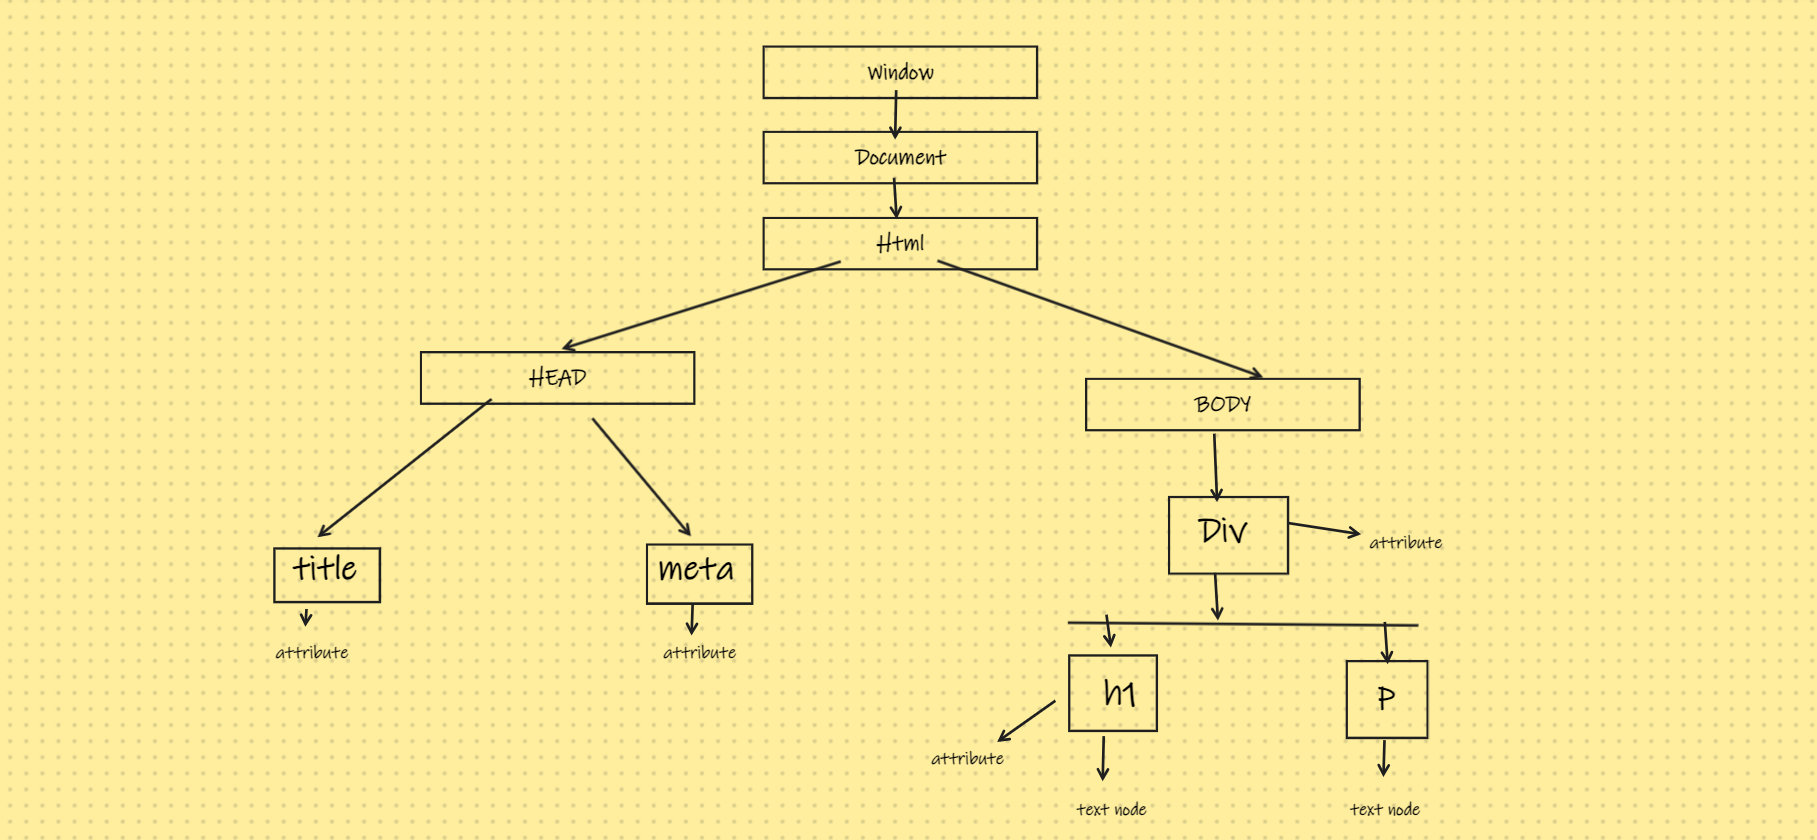 Window
Document
Html
HEAD
BODY
Div
attribute
title
meta
attribute
attribute
h1
P
attribute
text node
text node